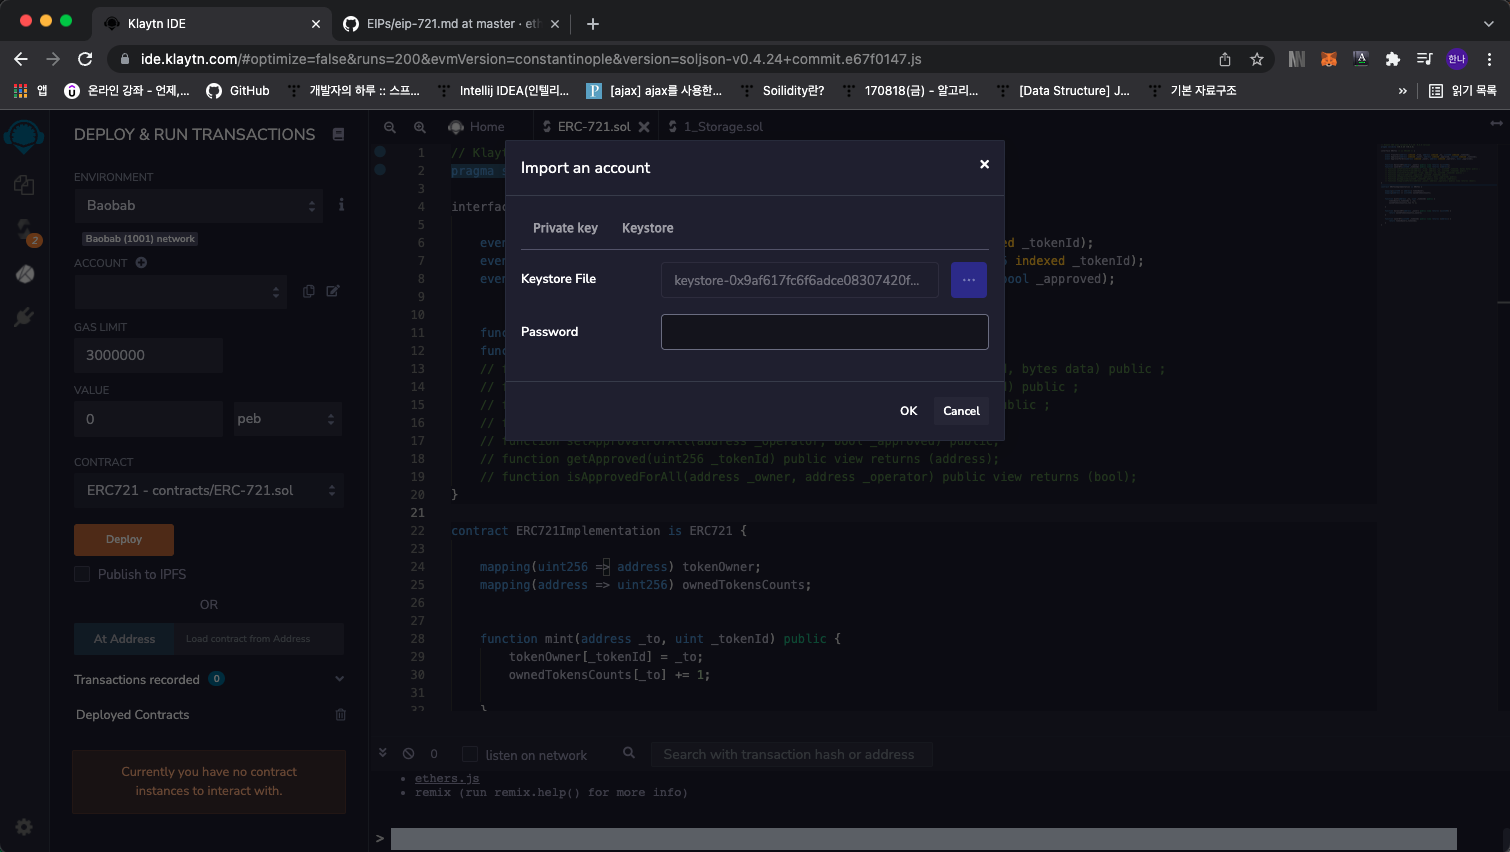 Klaytn IDE
EIPs/eip-721.md at master · eth
ide.klaytn.com/#optimize=false&runs=200&evmVersion=constantinople&version=soljson-v0.4.24+commit.e67f0147.js
한나
앱
온라인 강좌 - 언제,...
GitHub
개발자의 하루 :: 스프...
Intellij IDEA(인텔리...
[ajax] ajax를 사용한...
Soilidity란?
170818(금) - 알고리...
[Data Structure] J...
기본 자료구조
»
읽기 목록
DEPLOY & RUN TRANSACTIONS
ENVIRONMENT
Baobab
Baobab (1001) network
2
ACCOUNT
GAS LIMIT
3000000
VALUE
0
peb
CONTRACT
ERC721 - contracts/ERC-721.sol
Deploy
Publish to IPFS
OR
At Address
Load contract from Address
Transactions recorded 0
Deployed Contracts
Currently you have no contract
instances to interact with.
Home
ERC-721.sol
1_Storage.sol
1 // Klayt
2 pragma s
3
4 interfac
5
6 even ed _tokenId);
7 even indexed _tokenId);
8 even ool _approved);
9
10
11 func
12 func
13 // f , bytes data) public ;
14 // f ) public ;
15 // f blic ;
16 // f
17 // function setApprovalForAll(address _operator, bool _approved) public;
18 // function getApproved(uint256 _tokenId) public view returns (address);
19 // function isApprovedForAll(address _owner, address _operator) public view returns (bool);
20 }
21
22 contract ERC721Implementation is ERC721 {
23
24 mapping(uint256 => address) tokenOwner;
25 mapping(address => uint256) ownedTokensCounts;
26
27
28 function mint(address _to, uint _tokenId) public {
29 tokenOwner[_tokenId] = _to;
30 ownedTokensCounts[_to] += 1;
31
32 }
Import an account
Private key
Keystore
Keystore File
keystore-0x9af617fc6f6adce08307420f...
...
Password
OK
Cancel
0
listen on network
Search with transaction hash or address
• ethers.js
• remix (run remix.help() for more info)
>